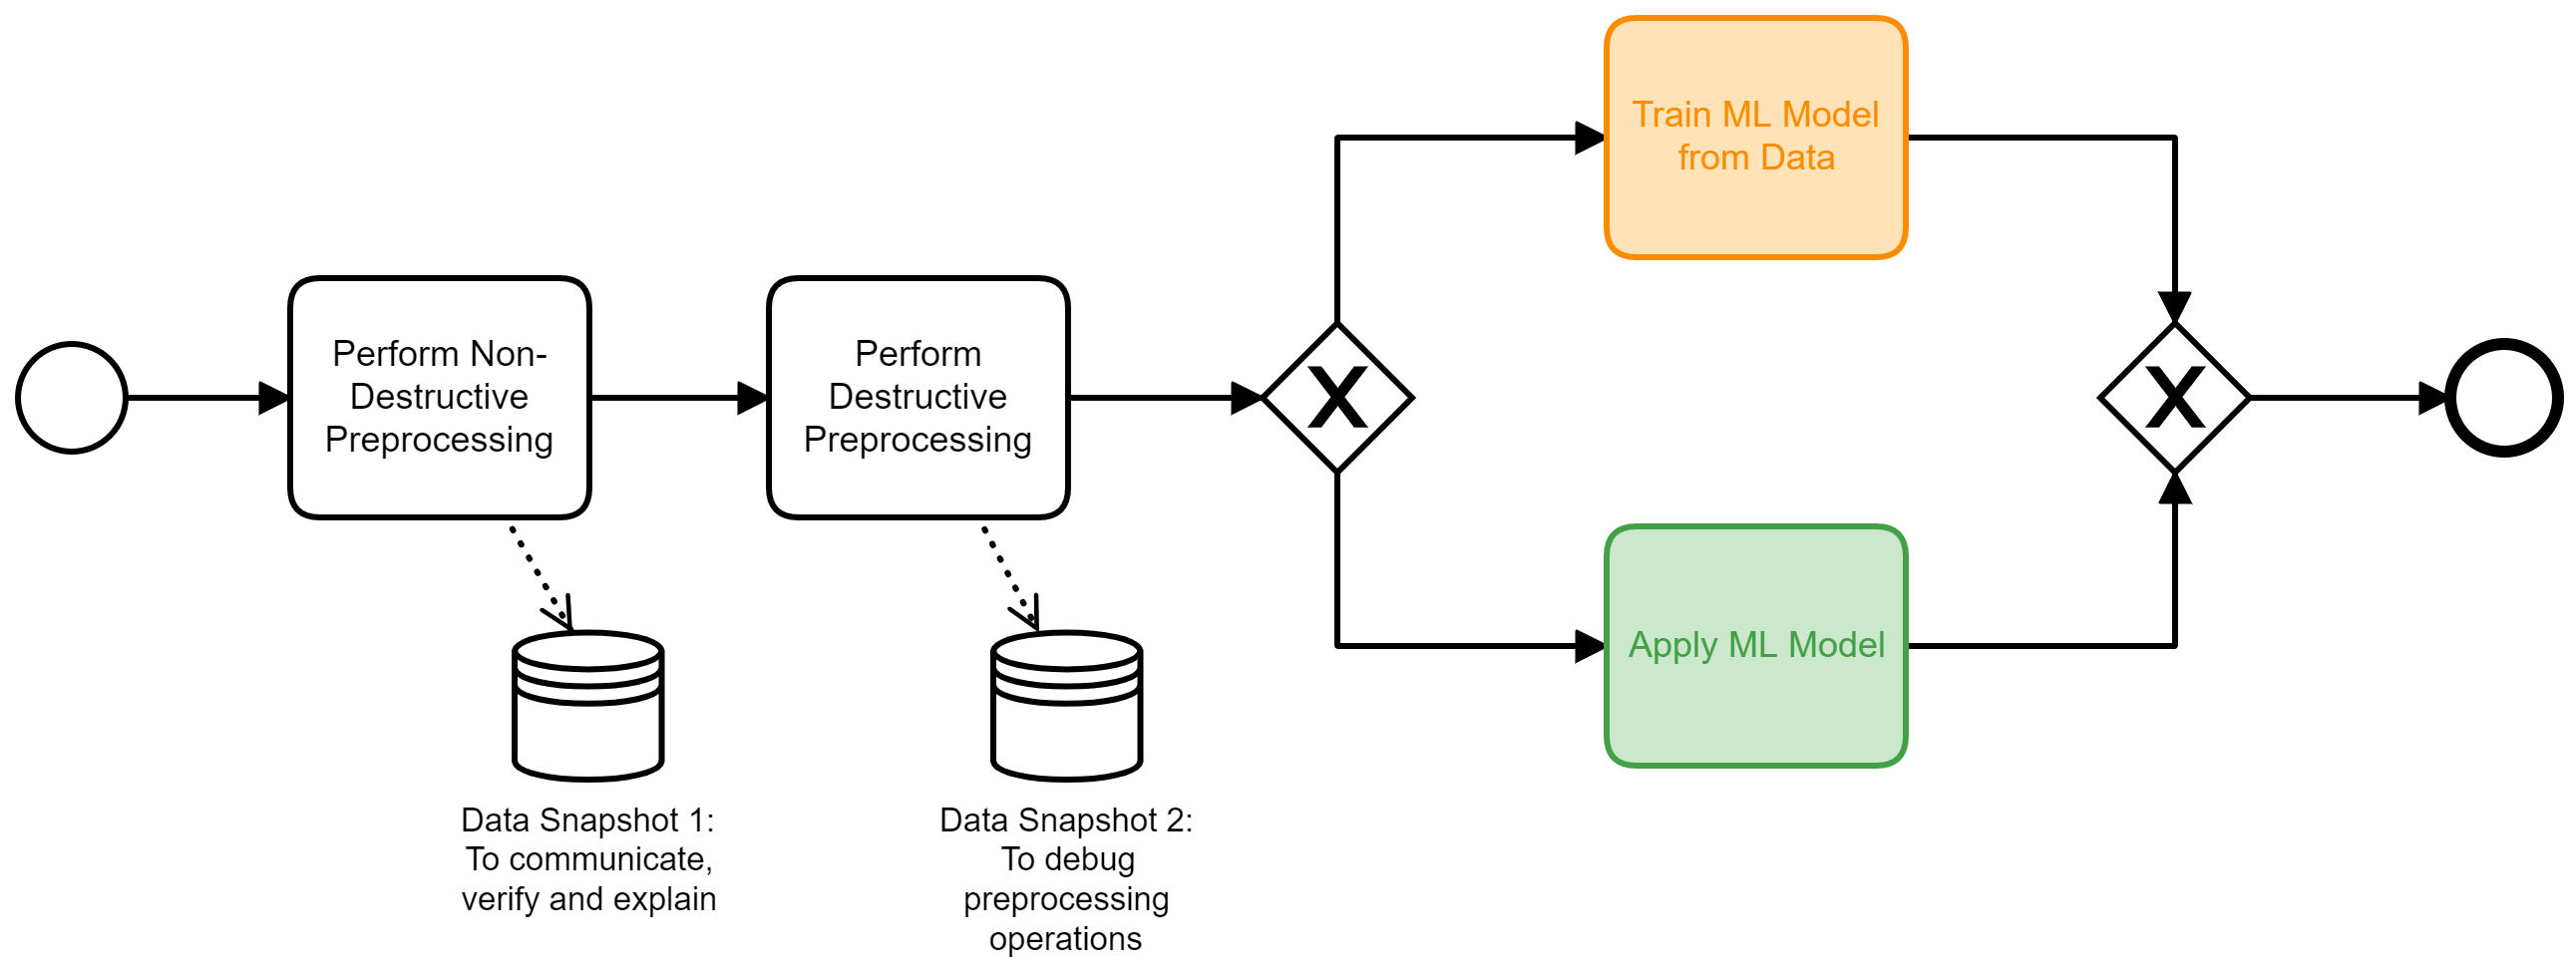 Train ML Model
from Data
Perform Non-
Destructive
Preprocessing
Perform
Destructive
Preprocessing
X
X
Apply ML Model
Data Snapshot 1:
To communicate,
verify and explain
Data Snapshot 2:
To debug
preprocessing
operations